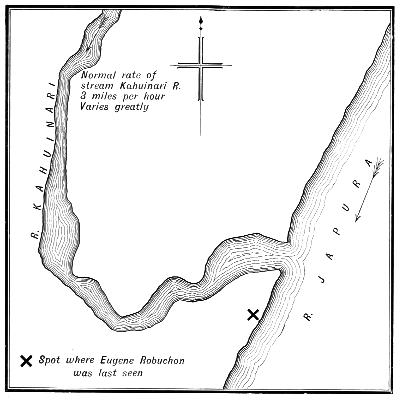 Normal rate of
stream Kahuinari R.
3 miles per hour
Varies greatly
R. KAHUINARI
R. JAPURA
Spot where Eugene Robuchon
was last seen